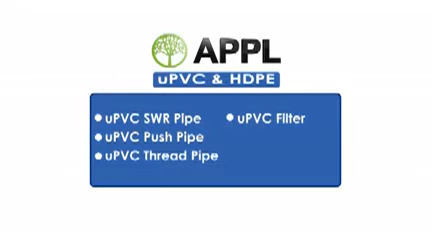 APPL
uPVC & HDPE
uPVC SWR Pipe
uPVC Filter
uPVC Push Pipe
uPVC Thread Pipe